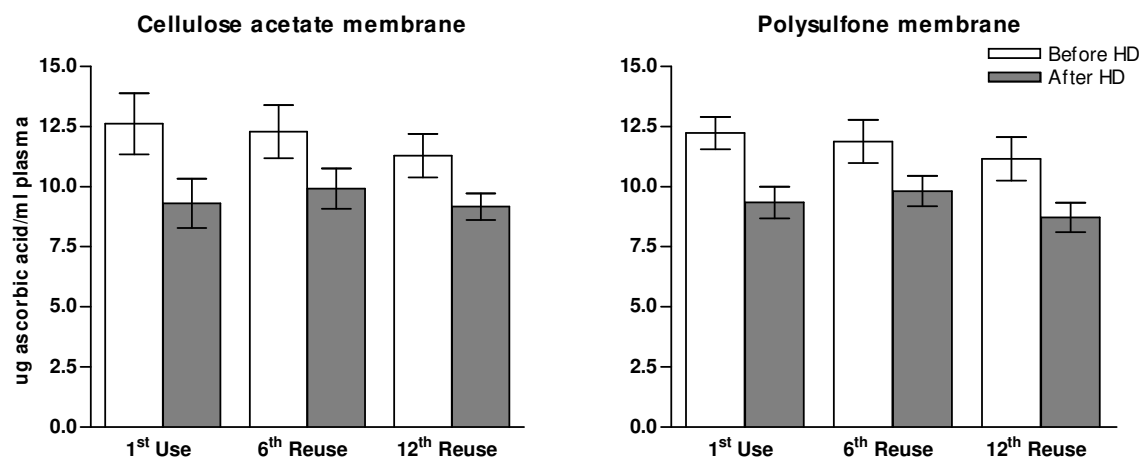 Cellulose acetate membrane
ug ascorbic acid/ml plasma
15.0
12.5
10.0
7.5
5.0
2.5
0.0
1st Use 6th Reuse 12th Reuse
Polysulfone membrane
Before HD
After HD
15.0
12.5
10.0
7.5
5.0
2.5
0.0
1st Use 6th Reuse 12th Reuse